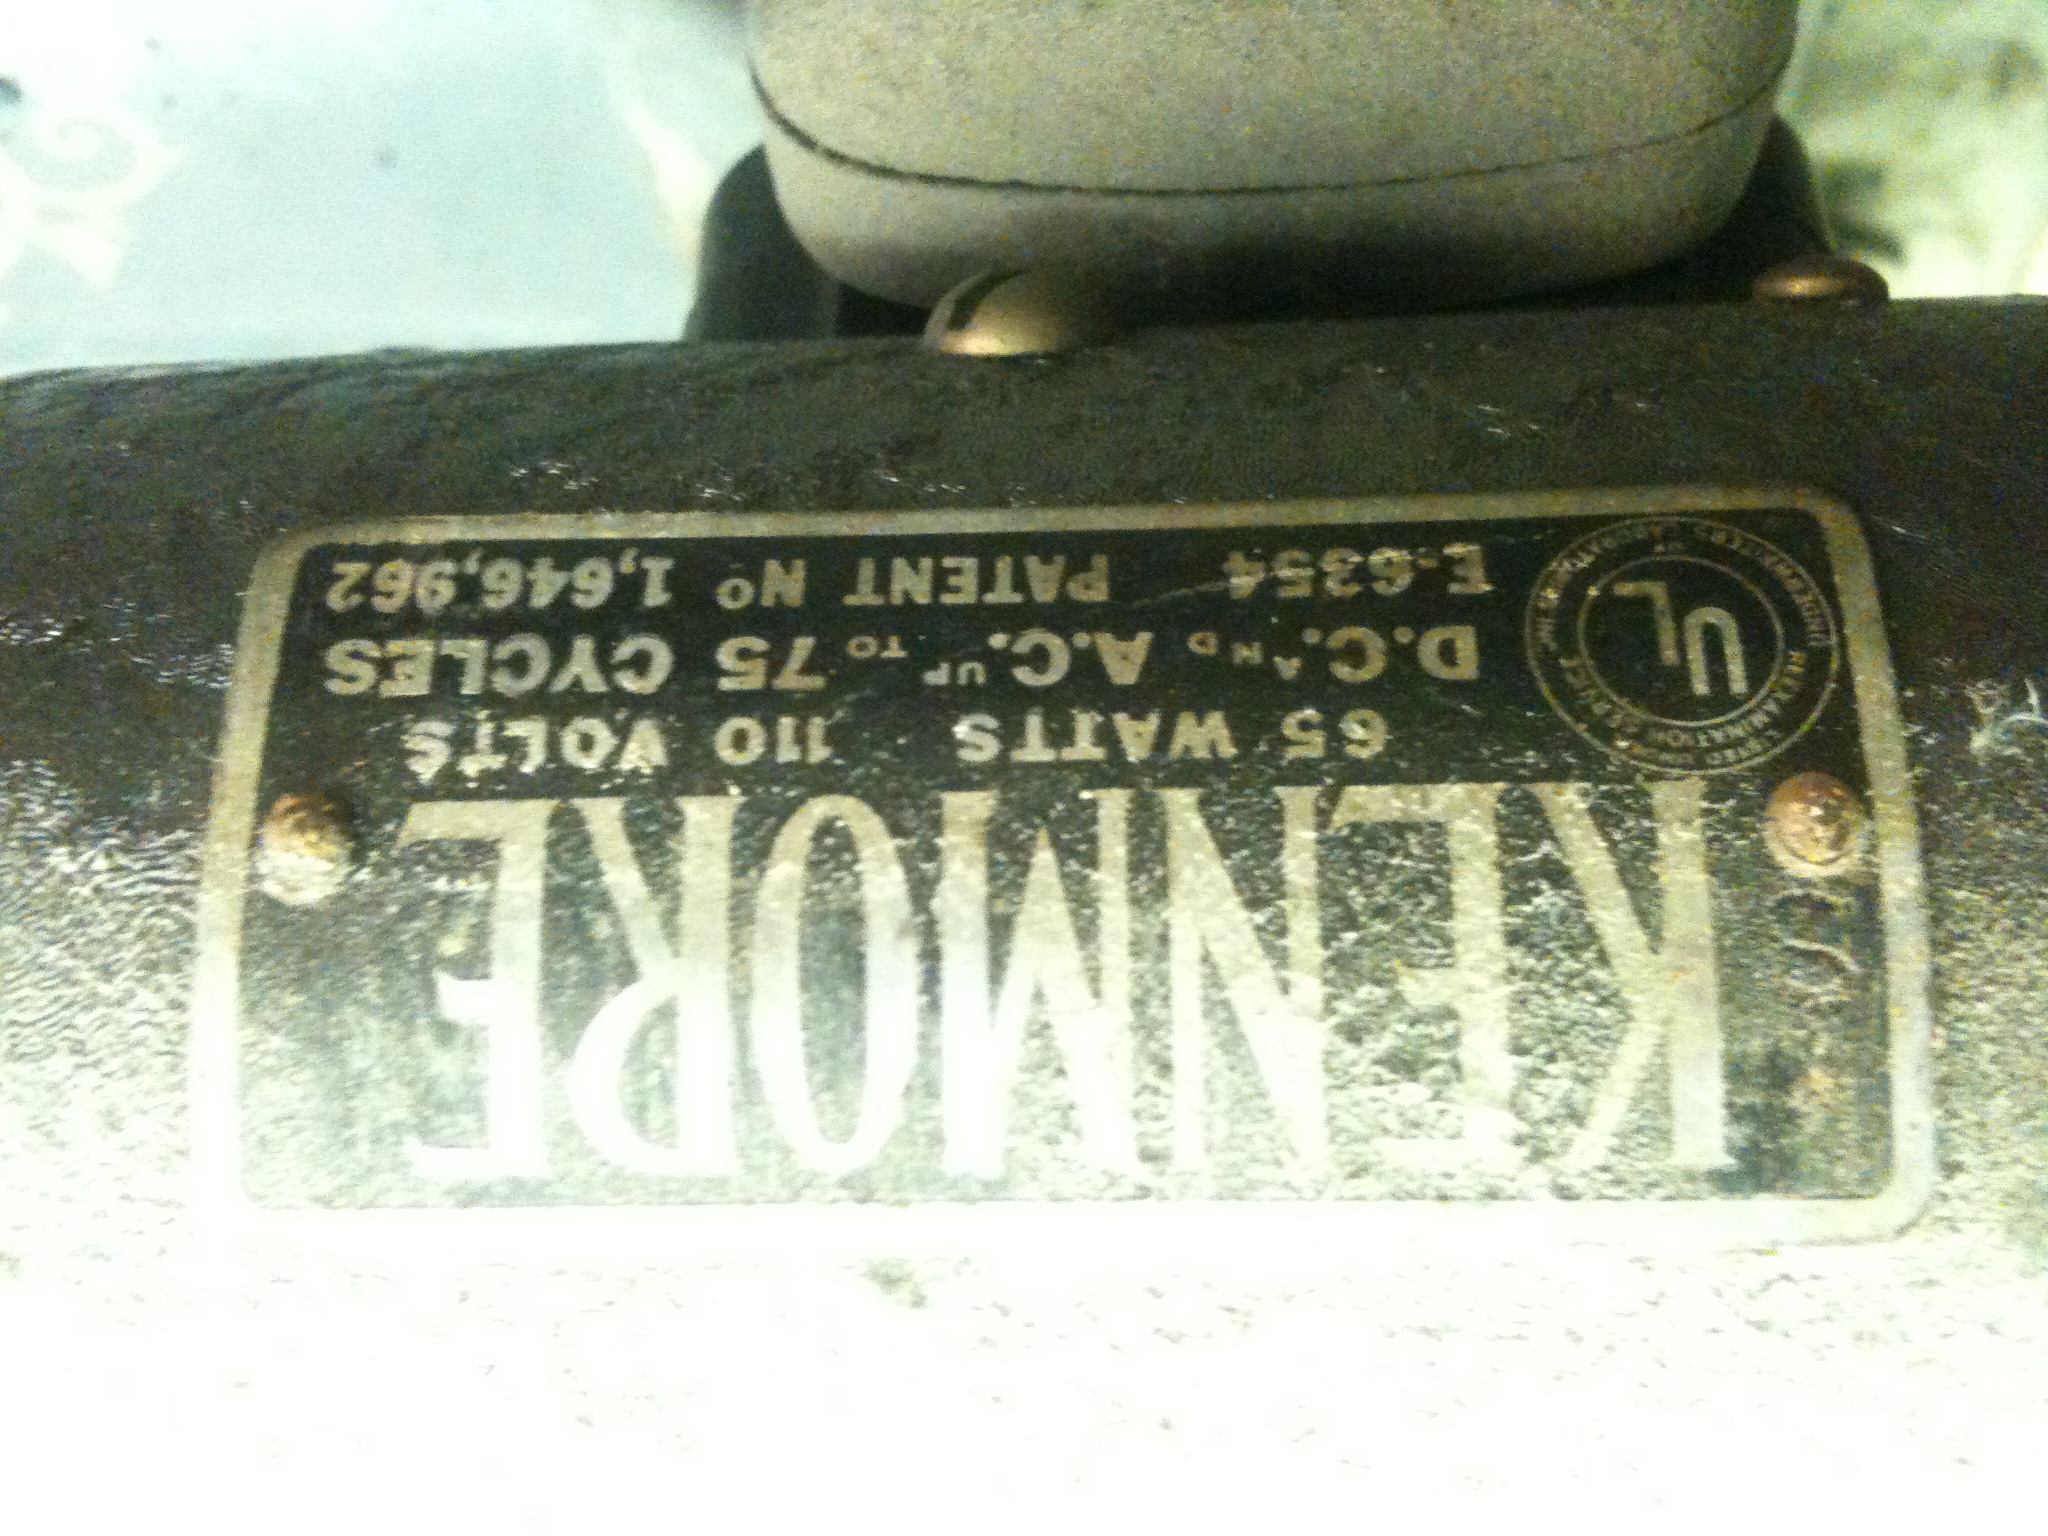 KENMORE
65 WATTS 110 VOLTS
D.C. AND A.C. UP TO 75 CYCLES
E-6354 PATENT NO 1,646,962
UL